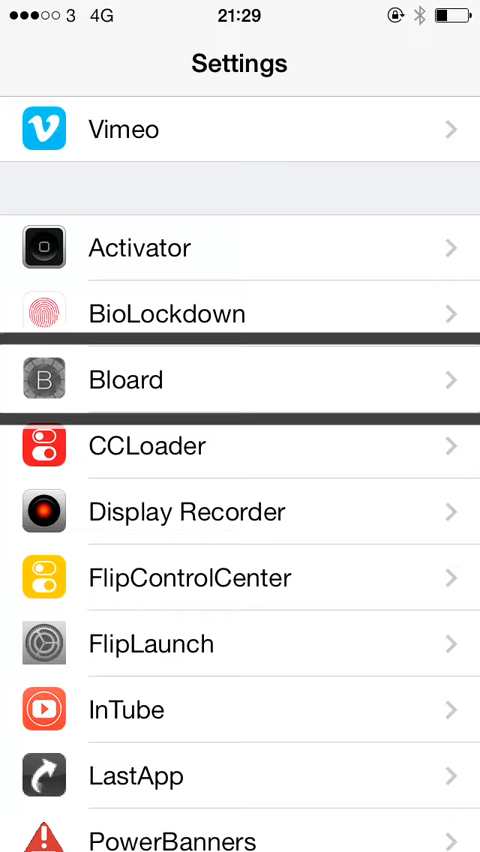 3 4G 21:29
Settings
Vimeo
Activator
BioLockdown
B Bloard
CCLoader
Display Recorder
FlipControlCenter
FlipLaunch
InTube
LastApp
PowerBanners